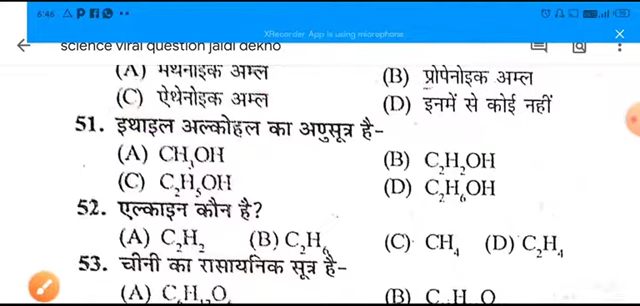 6:46
XRecorder App is using microphone
science viral question jaldi dekho
(A) मेथेनोइक अम्ल (B) प्रोपेनोइक अम्ल
(C) ऐथेनोइक अम्ल (D) इनमें से कोई नहीं
51. इथाइल अल्कोहल का अणुसूत्र है-
(A) CH₃OH (B) C₂H₂OH
(C) C₂H₅OH (D) C₂H₆OH
52. एल्काइन कौन है?
(A) C₂H₂ (B) C₂H₆ (C) CH₄ (D) C₂H₄
53. चीनी का रासायनिक सूत्र है-
(A) (B)